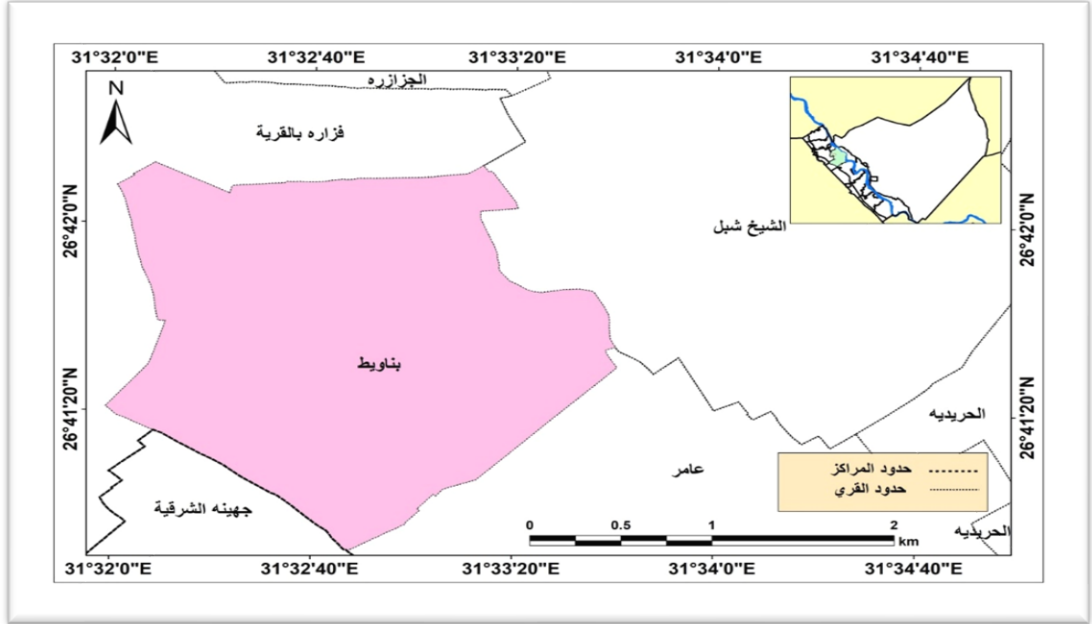 31°32'0"E 31°32'40"E 31°33'20"E 31°34'0"E 31°34'40"E
الجزازره
N
فزاره بالقرية
26°42'0"N
26°42'0"N
الشيخ شبل
بناويط
26°41'20"N
26°41'20"N
الحريديه
عامر
حدود المراكز
حدود القري
جهينه الشرقية
الحريديه
0 0.5 1 2
km
31°32'0"E 31°32'40"E 31°33'20"E 31°34'0"E 31°34'40"E